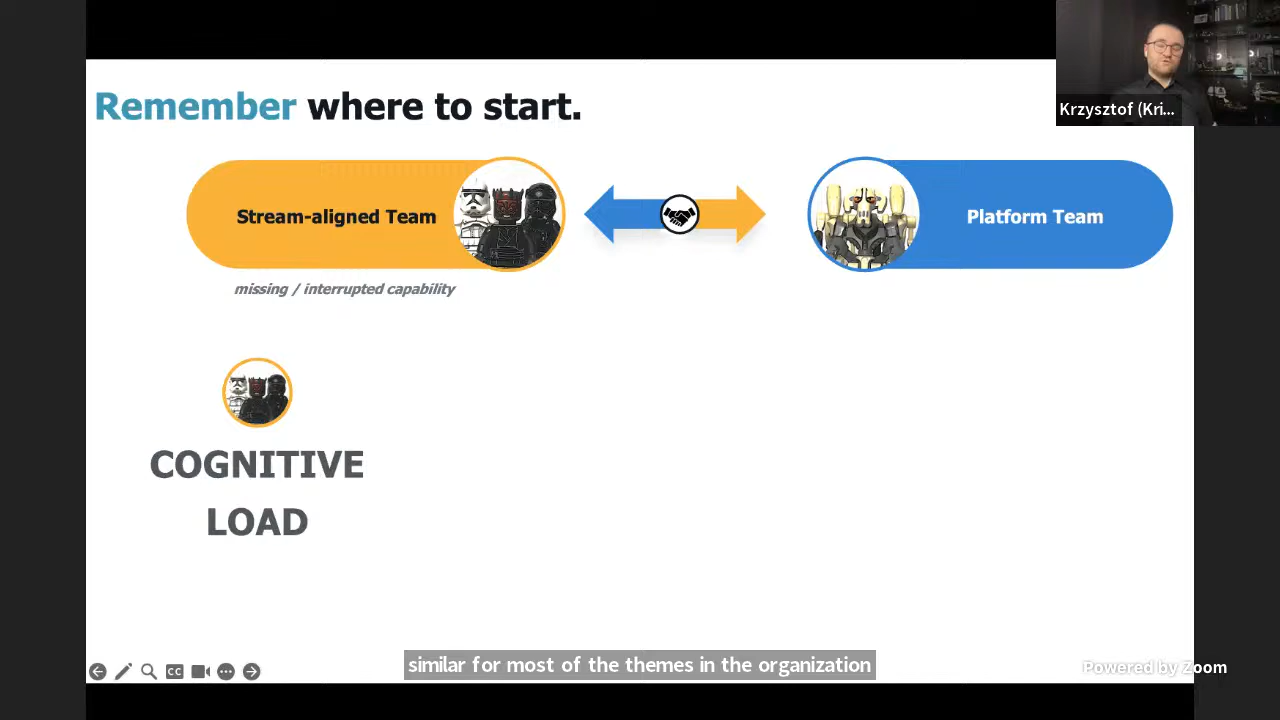 Remember where to start.
Krzysztof (Kri...
Stream-aligned Team
Platform Team
missing / interrupted capability
COGNITIVE
LOAD
CC
similar for most of the themes in the organization
Powered by Zoom